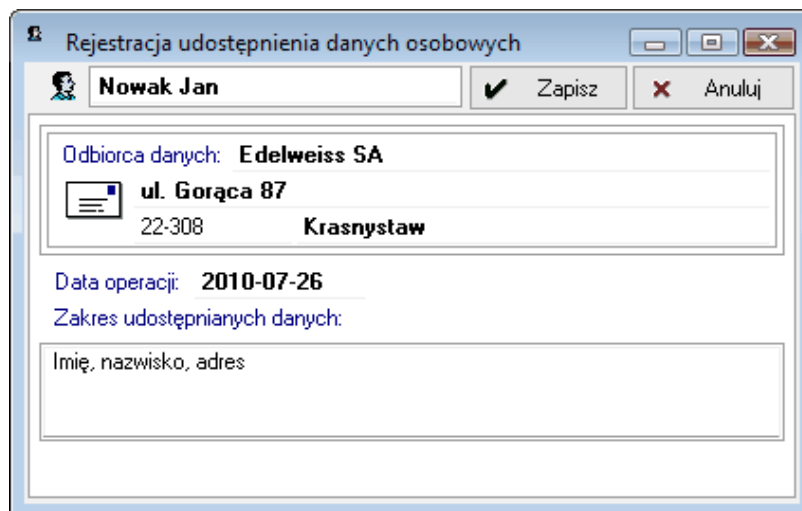 Rejestracja udostępnienia danych osobowych
Nowak Jan Zapisz Anuluj
Odbiorca danych: Edelweiss SA
ul. Gorąca 87
22-308 Krasnystaw
Data operacji: 2010-07-26
Zakres udostępnianych danych:
Imię, nazwisko, adres